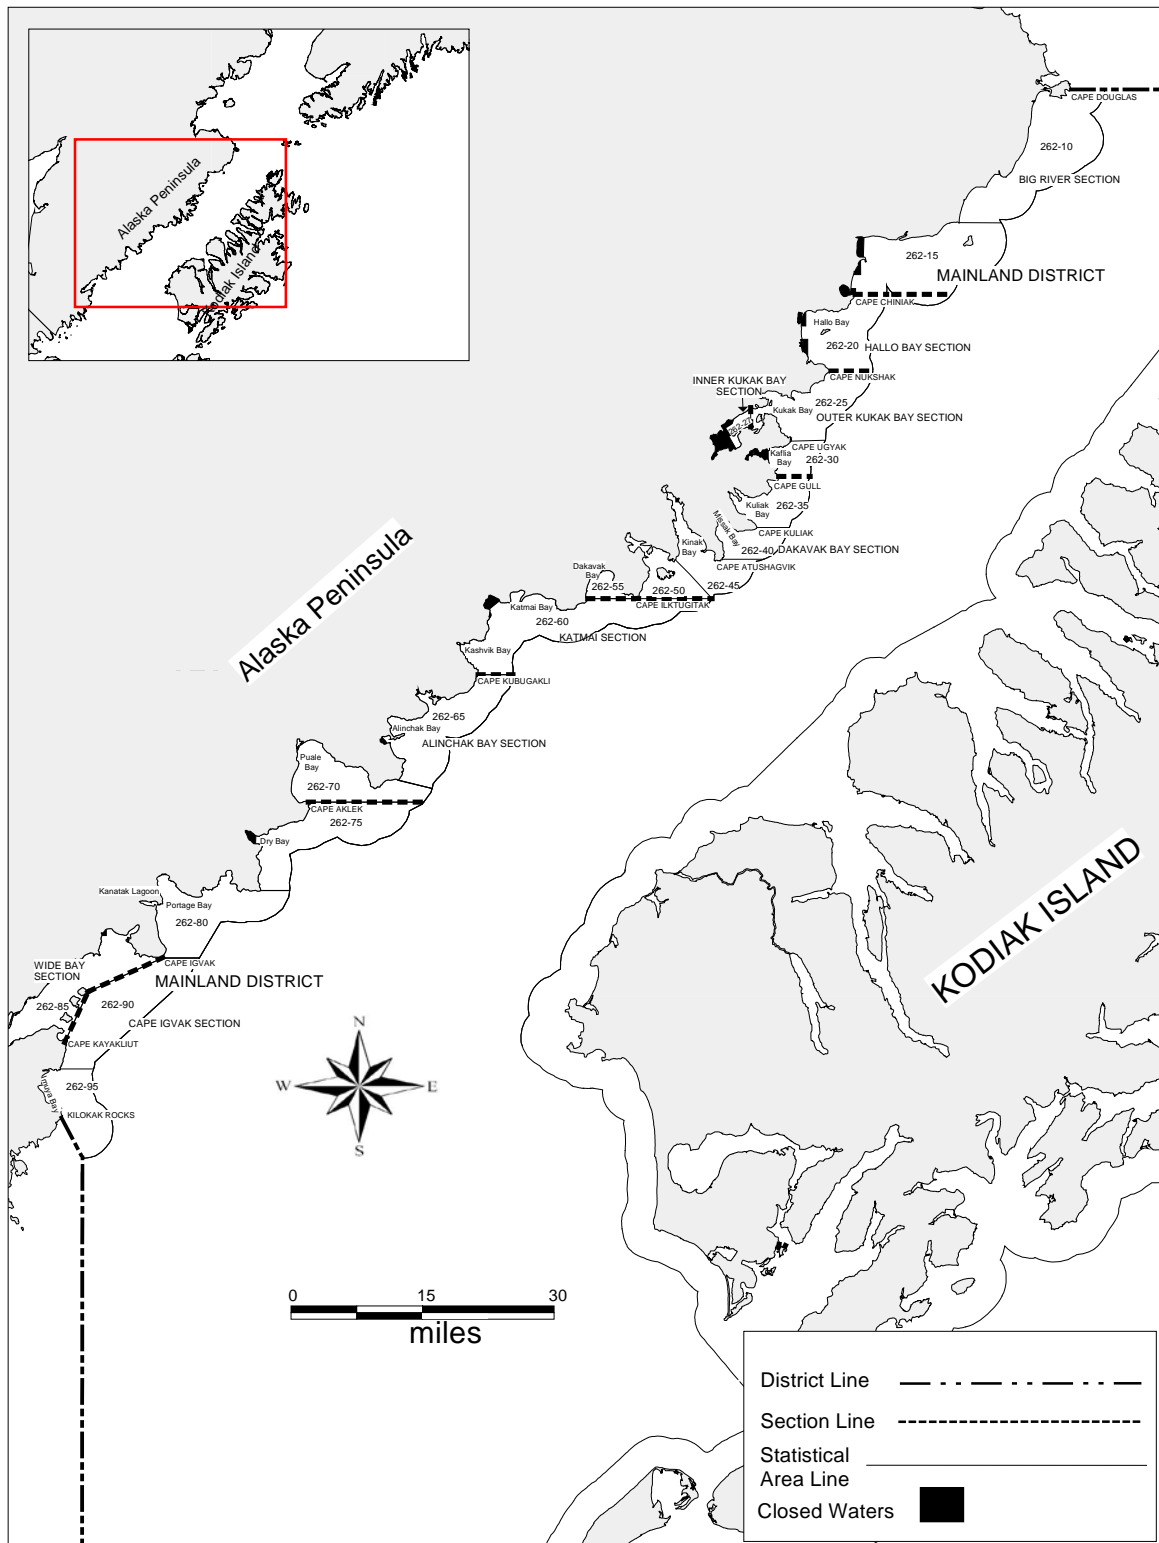 Alaska Peninsula
Kodiak Island
CAPE DOUGLAS
262-10
BIG RIVER SECTION
262-15
MAINLAND DISTRICT
CAPE CHINIAK
Hallo Bay
262-20
HALLO BAY SECTION
CAPE NUKSHAK
INNER KUKAK BAY
SECTION
262-25
Kukak Bay
OUTER KUKAK BAY SECTION
262-27
CAPE UGYAK
Kaflia
Bay
262-30
CAPE GULL
Kuliak
Bay
262-35
Missak Bay
CAPE KULIAK
Kinak
Bay
262-40
DAKAVAK BAY SECTION
CAPE ATUSHAGVIK
Dakavak
Bay
262-55
262-50
262-45
CAPE ILKTUGITAK
Katmai Bay
262-60
KATMAI SECTION
Kashvik Bay
CAPE KUBUGAKLI
Alaska Peninsula
262-65
Alinchak Bay
ALINCHAK BAY SECTION
Puale
Bay
262-70
CAPE AKLEK
262-75
Dry Bay
Kanatak Lagoon
Portage Bay
262-80
CAPE IGVAK
WIDE BAY
SECTION
MAINLAND DISTRICT
262-85
262-90
CAPE IGVAK SECTION
CAPE KAYAKLIUT
262-95
Imuya Bay
KILOKAK ROCKS
KODIAK ISLAND
N
W
E
S
0 15 30
miles
District Line
Section Line
Statistical
Area Line
Closed Waters